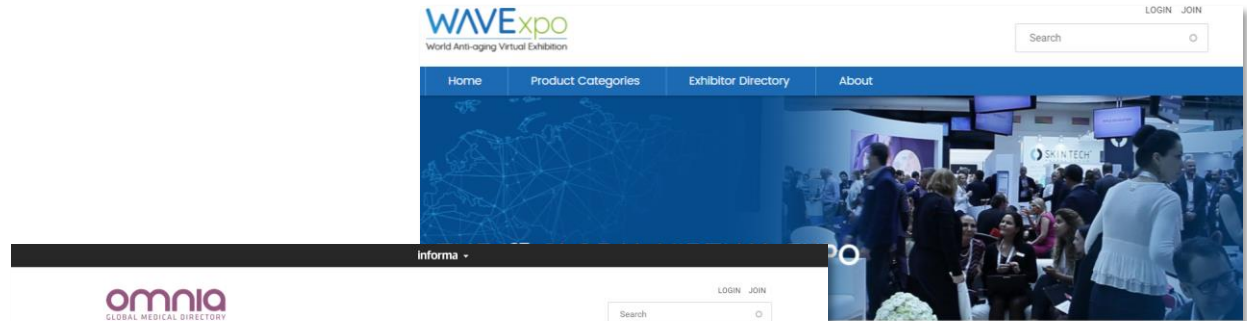 WAVExpo
World Anti-aging Virtual Exhibition
LOGIN JOIN
Search
Home Product Categories Exhibitor Directory About
SKIN TECH
PO
informa
omnia
GLOBAL MEDICAL DIRECTORY
LOGIN JOIN
Search